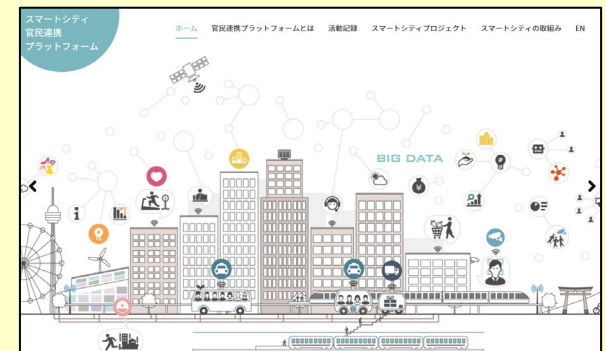 スマートシティ
官民連携
プラットフォーム
ホーム 官民連携プラットフォームとは 活動記録 スマートシティプロジェクト スマートシティの取組み EN
BIG DATA